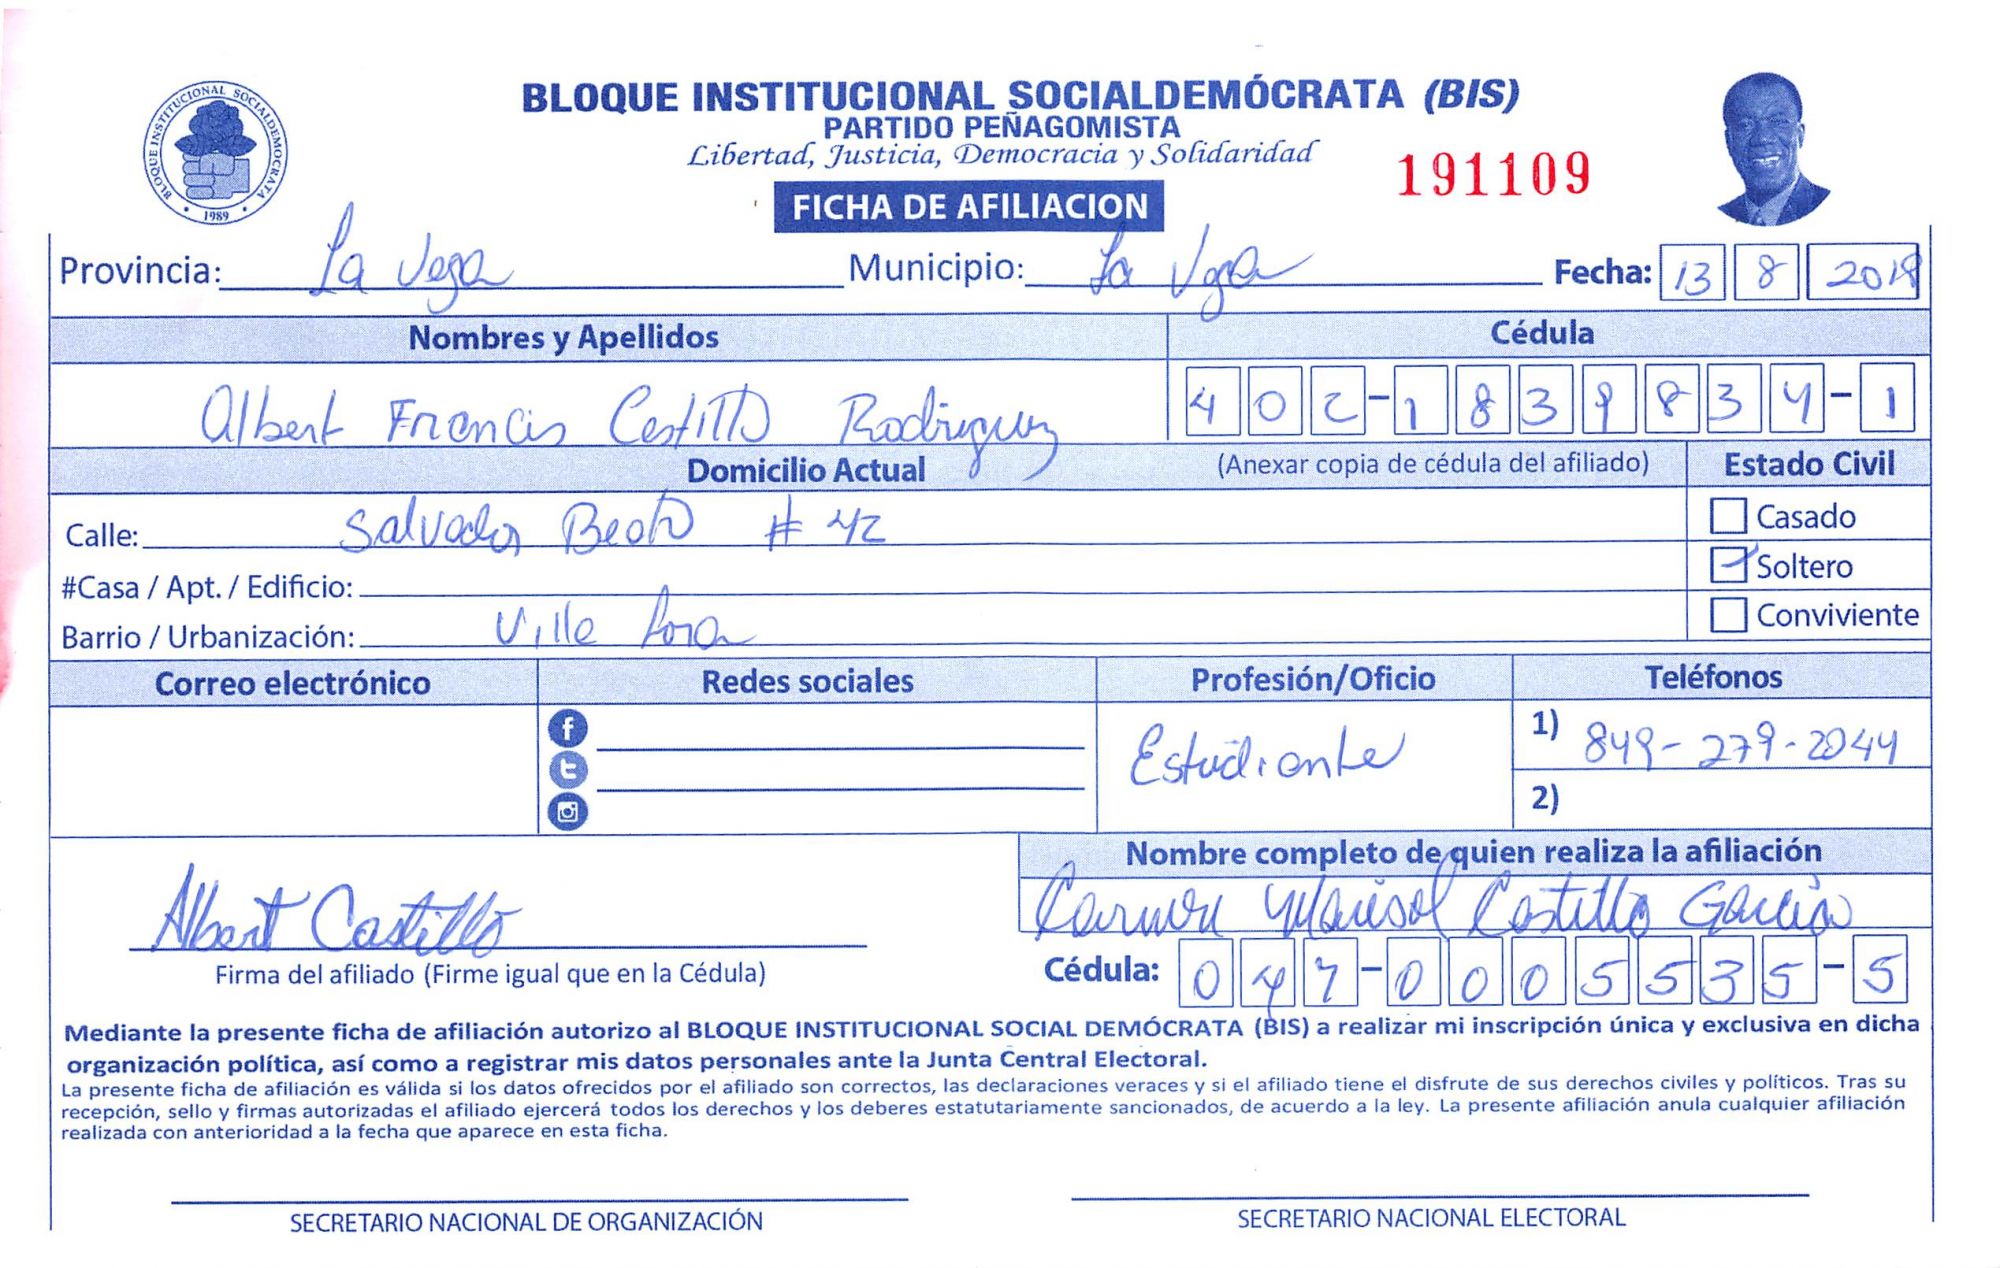 BLOQUE INSTITUCIONAL SOCIALDEMÓCRATA (BIS)
PARTIDO PEÑAGOMISTA
Libertad, Justicia, Democracia y Solidaridad
191109
FICHA DE AFILIACION
BLOQUE INSTITUCIONAL SOCIALDEMOCRATA
1989
Provincia: La Vega Municipio: La Vega Fecha: 13 8 2018
Nombres y Apellidos Cédula
Albert Francis Castillo Rodriguez 402-1839834-1
Domicilio Actual (Anexar copia de cédula del afiliado) Estado Civil
Calle: Salvador Beato # 42 Casado
#Casa / Apt. / Edificio: Soltero
Barrio / Urbanización: Villa Lora Conviviente
Correo electrónico Redes sociales Profesión/Oficio Teléfonos
Estudiante 1) 849-279-2044
2)
Nombre completo de quien realiza la afiliación
Albert Castillo Carmen Marisol Castillo García
Firma del afiliado (Firme igual que en la Cédula) Cédula: 047-0005535-5
Mediante la presente ficha de afiliación autorizo al BLOQUE INSTITUCIONAL SOCIAL DEMÓCRATA (BIS) a realizar mi inscripción única y exclusiva en dicha
organización política, así como a registrar mis datos personales ante la Junta Central Electoral.
La presente ficha de afiliación es válida si los datos ofrecidos por el afiliado son correctos, las declaraciones veraces y si el afiliado tiene el disfrute de sus derechos civiles y políticos. Tras su
recepción, sello y firmas autorizadas el afiliado ejercerá todos los derechos y los deberes estatutariamente sancionados, de acuerdo a la ley. La presente afiliación anula cualquier afiliación
realizada con anterioridad a la fecha que aparece en esta ficha.
SECRETARIO NACIONAL DE ORGANIZACIÓN SECRETARIO NACIONAL ELECTORAL